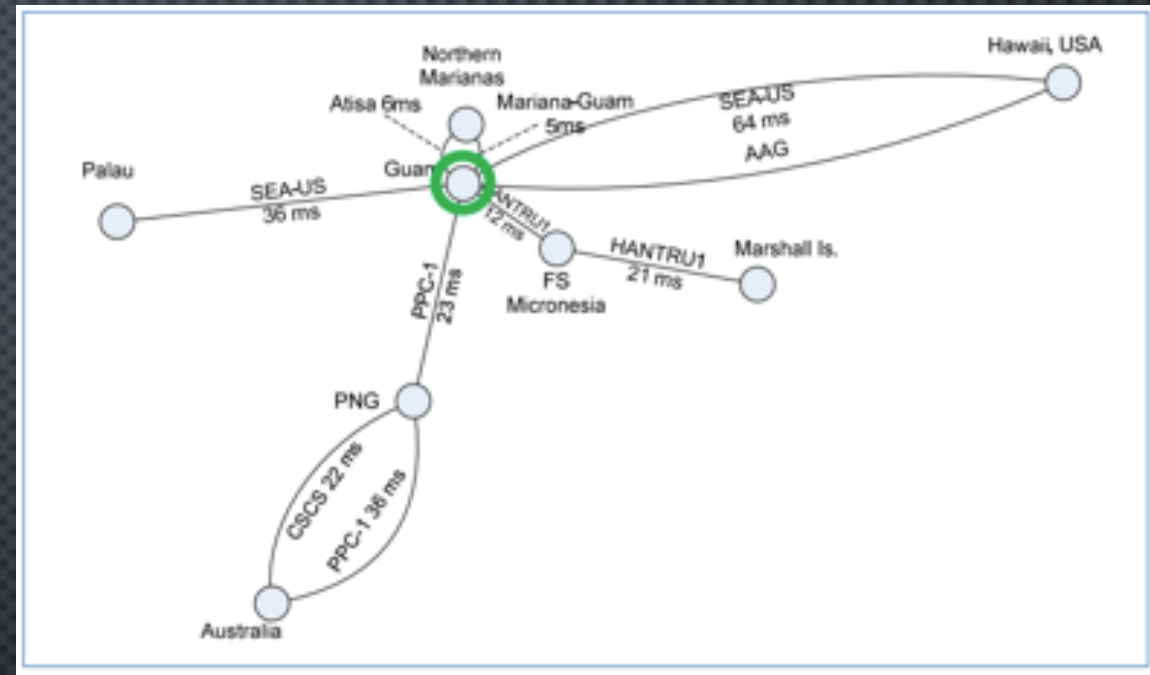 Hawaii, USA
Northern
Marianas
Atisa 6ms
Mariana-Guam
5ms
SEA-US
64 ms
AAG
Palau
SEA-US
36 ms
Guam
HANTRU1
12 ms
HANTRU1
21 ms
Marshall Is.
FS
Micronesia
PPC-1
23 ms
PNG
CSCS 22 ms
PPC-1 36 ms
Australia